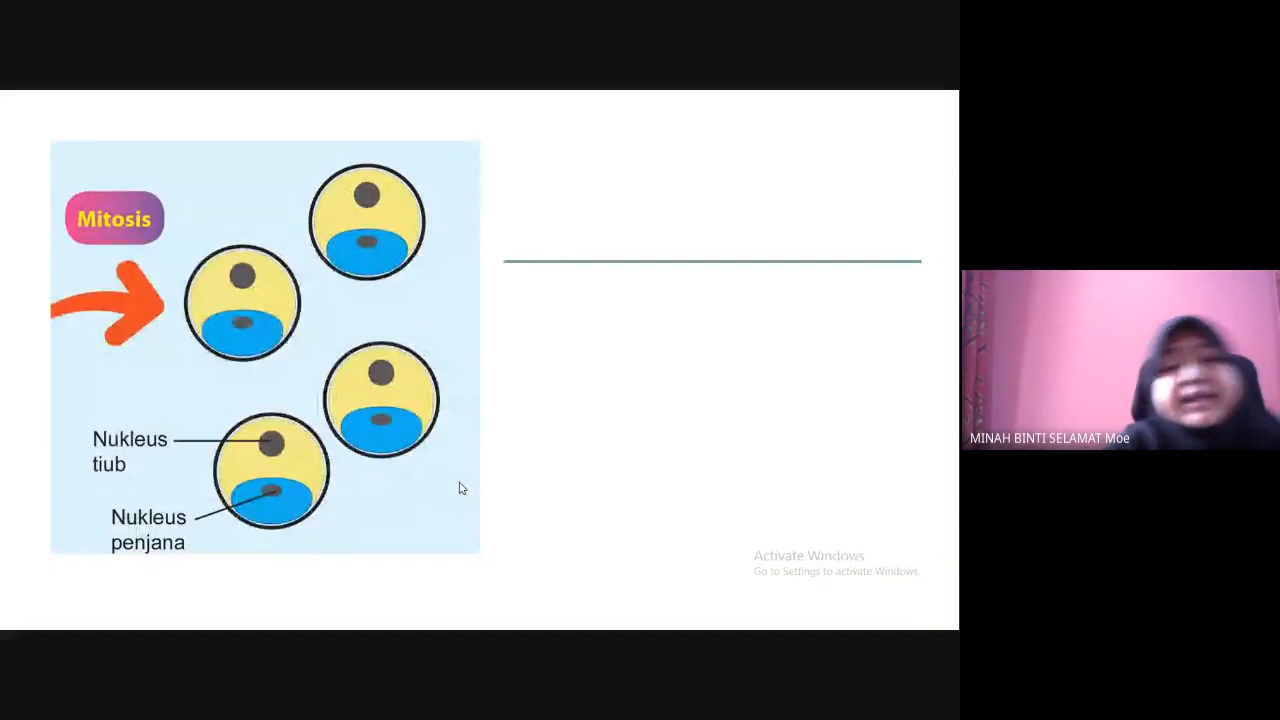 Mitosis
Nukleus
tiub
Nukleus
penjana
Activate Windows
Go to Settings to activate Windows.
MINAH BINTI SELAMAT Moe